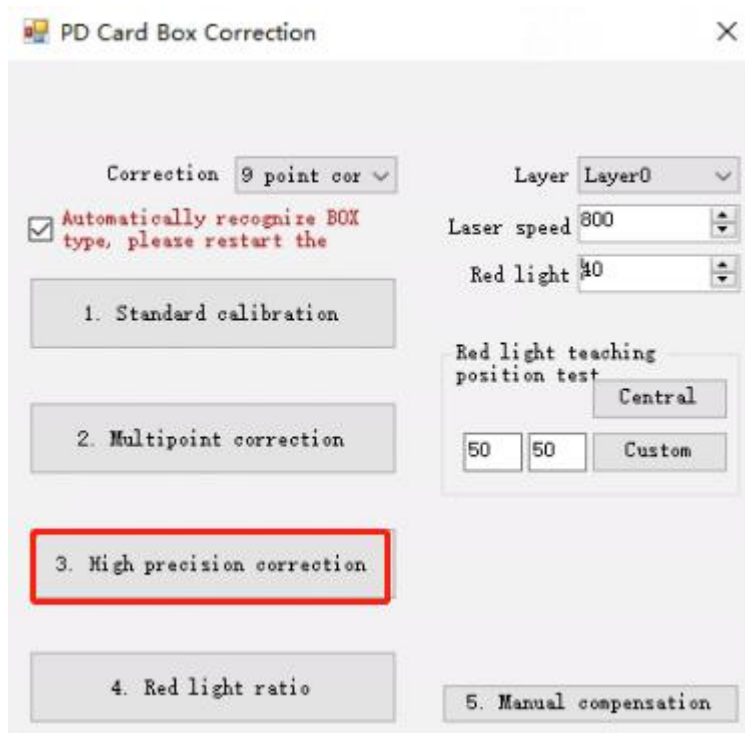 PD Card Box Correction
Correction 9 point cor
Layer Layer0
Automatically recognize BOX
type, please restart the
Laser speed 800
Red light 40
1. Standard calibration
Red light teaching
position test
Central
2. Multipoint correction
50 50 Custom
3. High precision correction
4. Red light ratio
5. Manual compensation